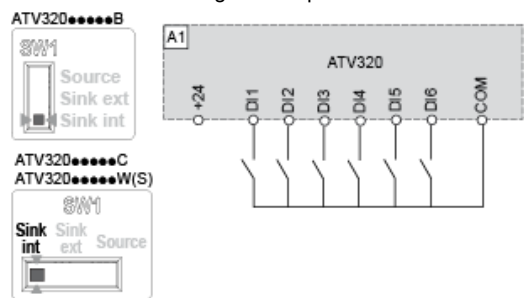 ATV320●●●●●B
SW1
Source
Sink ext
Sink int
A1
ATV320
+24
DI1
DI2
DI3
DI4
DI5
DI6
COM
ATV320●●●●●C
ATV320●●●●●W(S)
SW1
Sink int
Sink ext
Source